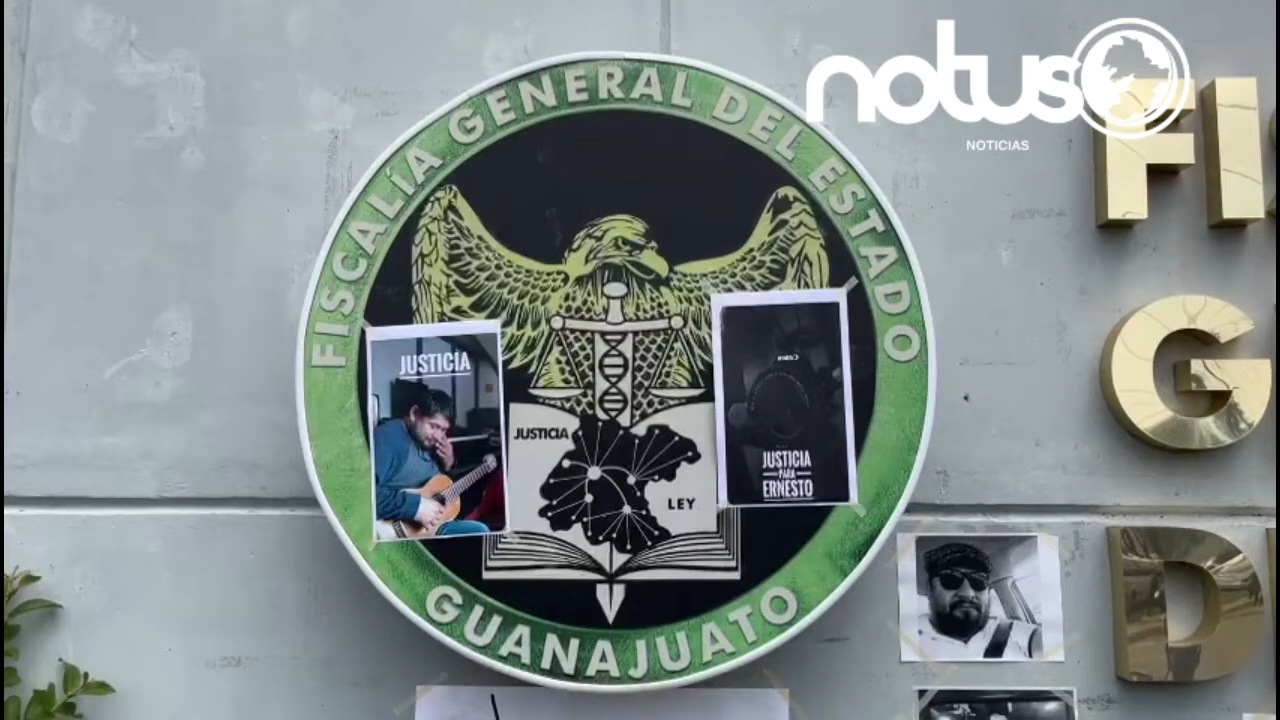 notus
NOTICIAS
FISCALÍA GENERAL DEL ESTADO
GUANAJUATO
JUSTICIA
LEY
JUSTICIA
JUSTICIA
PARA
ERNESTO
FI
G
D